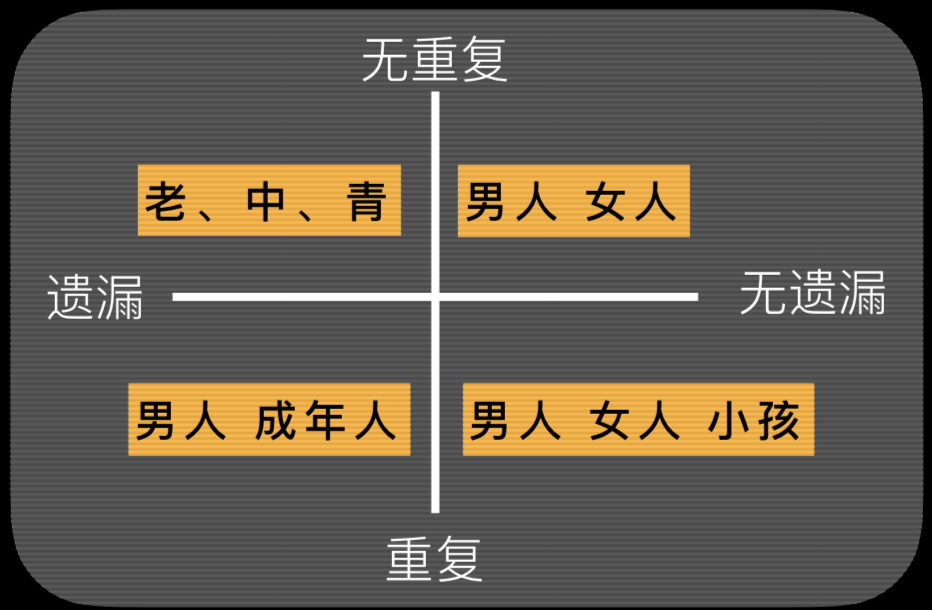 无重复
老、中、青
男人 女人
遗漏
无遗漏
男人 成年人
男人 女人 小孩
重复